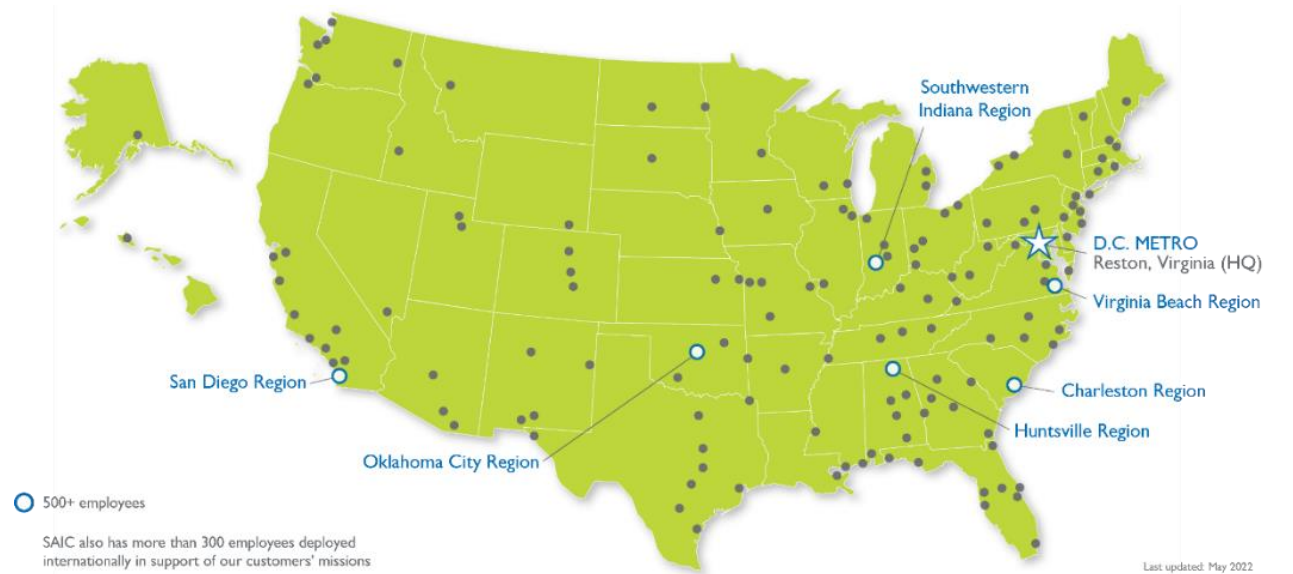 Southwestern
Indiana Region
D.C. METRO
Reston, Virginia (HQ)
Virginia Beach Region
San Diego Region
Charleston Region
Huntsville Region
Oklahoma City Region
500+ employees
SAIC also has more than 300 employees deployed
internationally in support of our customers' missions
Last updated: May 2022